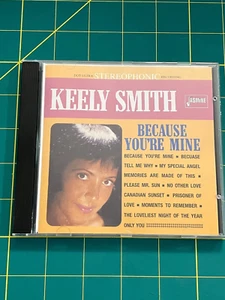 STEREOPHONIC
KEELY SMITH
BECAUSE
YOU'RE MINE
BECAUSE YOU'RE MINE ★ BECUASE
TELL ME WHY ★ MY SPECIAL ANGEL
MEMORIES ARE MADE OF THIS ★
PLEASE MR. SUN ★ NO OTHER LOVE
CANADIAN SUNSET ★ PRISONER OF
LOVE ★ MOMENTS TO REMEMBER
THE LOVELIEST NIGHT OF THE YEAR
ONLY YOU